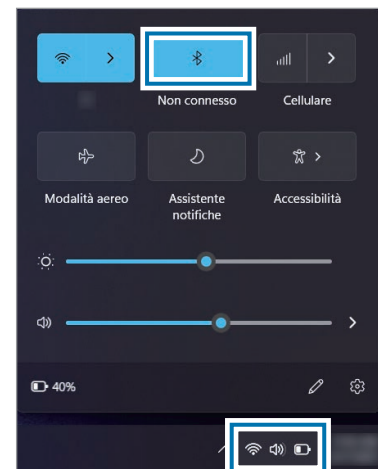 Non connesso
Cellulare
Modalità aereo
Assistente
notifiche
Accessibilità
40%